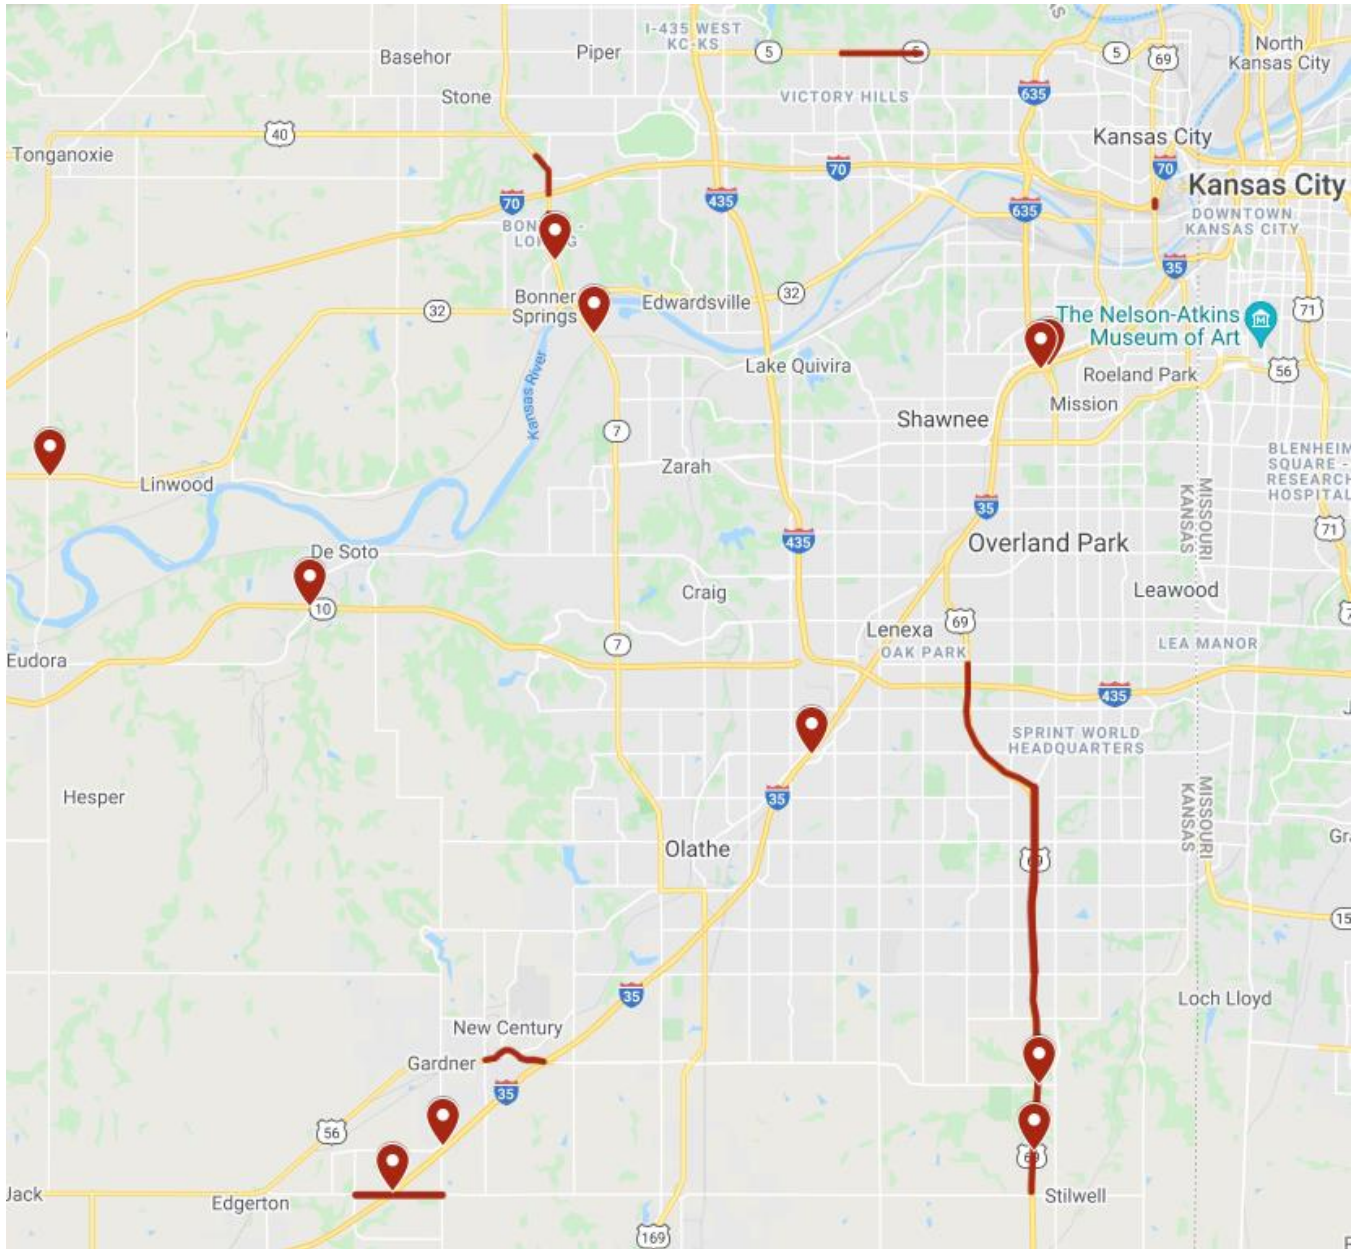 I-435 WEST
KC-KS
Basehor
Piper
5
5
5
69
North
Kansas City
Stone
VICTORY HILLS
635
40
Kansas City
Tonganoxie
70
70
70
435
635
Kansas City
DOWNTOWN
KANSAS CITY
35
Bonner
Springs
Edwardsville
32
32
71
The Nelson-Atkins
Museum of Art
Lake Quivira
Roeland Park
56
Kansas River
Mission
Shawnee
7
BLENHEIM
SQUARE -
RESEARCH
HOSPITAL
Zarah
Linwood
35
MISSOURI
KANSAS
71
435
Overland Park
De Soto
Craig
Leawood
10
69
Lenexa
OAK PARK
7
LEA MANOR
Eudora
435
SPRINT WORLD
HEADQUARTERS
Hesper
35
MISSOURI
KANSAS
Olathe
69
15
35
Loch Lloyd
New Century
Gardner
35
56
69
Jack
Edgerton
Stilwell
169